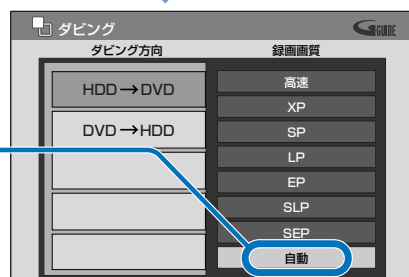 ダビング
G GUIDE
ダビング方向 録画画質
HDD→DVD
DVD→HDD
高速
XP
SP
LP
EP
SLP
SEP
自動